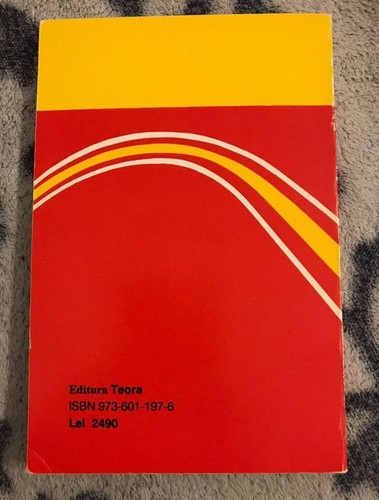 Editura Teora
ISBN 973-601-197-6
Lei 2490